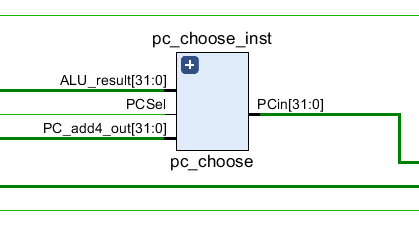 pc_choose_inst
ALU_result[31:0]
PCSel
PC_add4_out[31:0]
PCin[31:0]
pc_choose